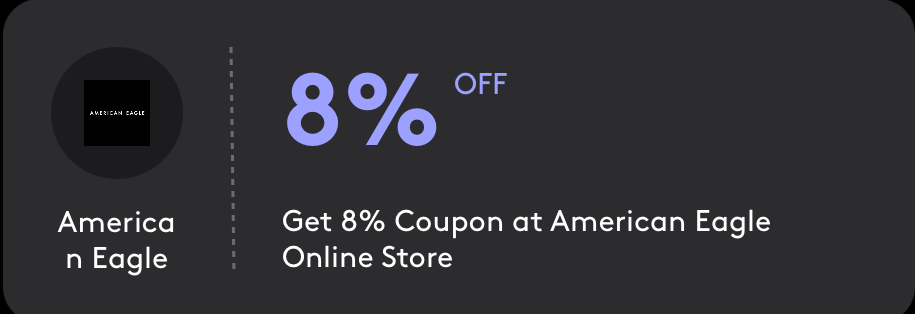 AMERICAN EAGLE
America
n Eagle
8% OFF
Get 8% Coupon at American Eagle
Online Store